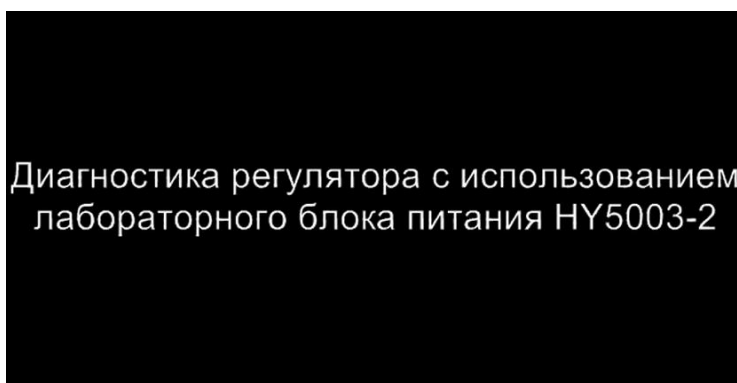 Диагностика регулятора с использованием
лабораторного блока питания HY5003-2